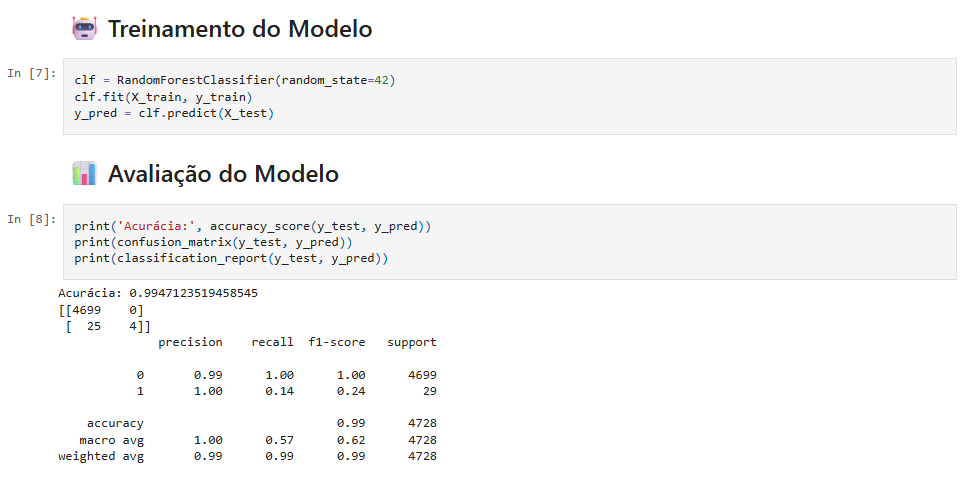 Treinamento do Modelo
In [7]:
clf = RandomForestClassifier(random_state=42)
clf.fit(X_train, y_train)
y_pred = clf.predict(X_test)
Avaliação do Modelo
In [8]:
print('Acurácia:', accuracy_score(y_test, y_pred))
print(confusion_matrix(y_test, y_pred))
print(classification_report(y_test, y_pred))
Acurácia: 0.9947123519458545
[[4699    0]
 [  25    4]]
              precision    recall  f1-score   support
           0       0.99      1.00      1.00      4699
           1       1.00      0.14      0.24        29
    accuracy                           0.99      4728
   macro avg       1.00      0.57      0.62      4728
weighted avg       0.99      0.99      0.99      4728